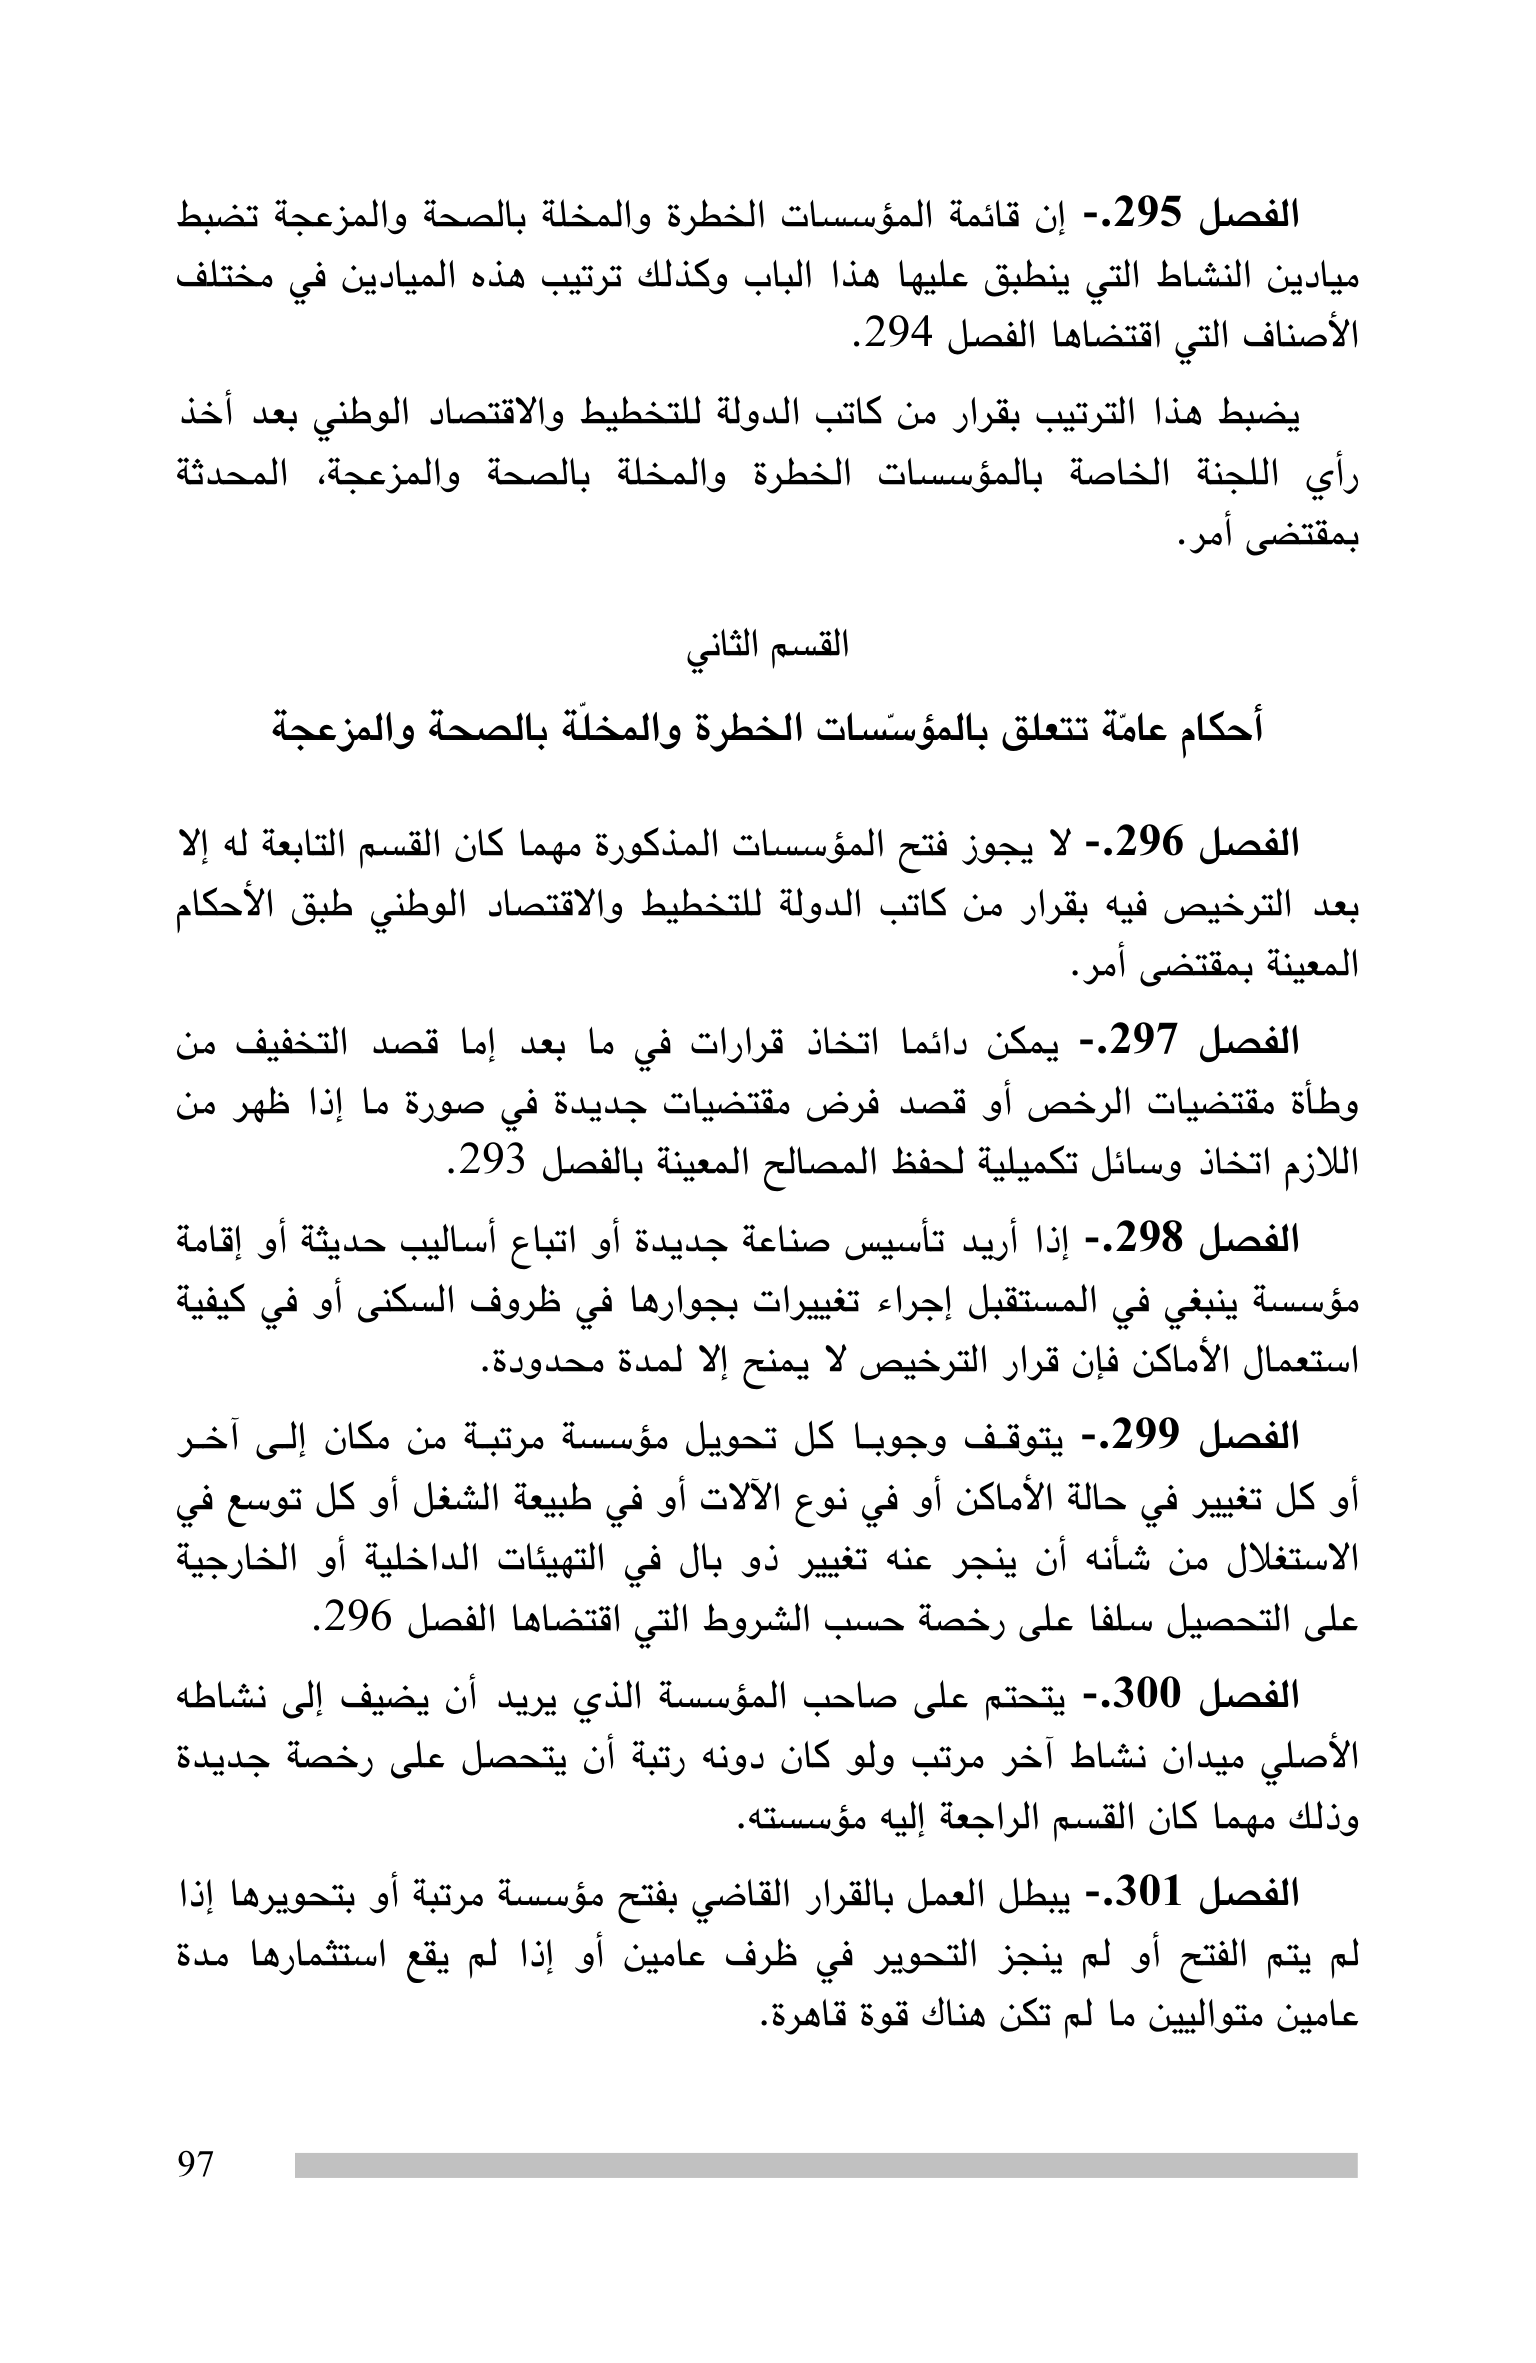 الفصل 295.- إن قائمة المؤسسات الخطرة والمخلة بالصحة والمزعجة تضبط
ميادين النشاط التي ينطبق عليها هذا الباب وكذلك ترتيب هذه الميادين في مختلف
الأصناف التي اقتضاها الفصل 294.
يضبط هذا الترتيب بقرار من كاتب الدولة للتخطيط والاقتصاد الوطني بعد أخذ
رأي اللجنة الخاصة بالمؤسسات الخطرة والمخلة بالصحة والمزعجة، المحدثة
بمقتضى أمر.
القسم الثاني
أحكام عامّة تتعلق بالمؤسّسات الخطرة والمخلّة بالصحة والمزعجة
الفصل 296.- لا يجوز فتح المؤسسات المذكورة مهما كان القسم التابعة له إلا
بعد الترخيص فيه بقرار من كاتب الدولة للتخطيط والاقتصاد الوطني طبق الأحكام
المعينة بمقتضى أمر.
الفصل 297.- يمكن دائما اتخاذ قرارات في ما بعد إما قصد التخفيف من
وطأة مقتضيات الرخص أو قصد فرض مقتضيات جديدة في صورة ما إذا ظهر من
اللازم اتخاذ وسائل تكميلية لحفظ المصالح المعينة بالفصل 293.
الفصل 298.- إذا أريد تأسيس صناعة جديدة أو اتباع أساليب حديثة أو إقامة
مؤسسة ينبغي في المستقبل إجراء تغييرات بجوارها في ظروف السكنى أو في كيفية
استعمال الأماكن فإن قرار الترخيص لا يمنح إلا لمدة محدودة.
الفصل 299.- يتوقف وجوبا كل تحويل مؤسسة مرتبة من مكان إلى آخر
أو كل تغيير في حالة الأماكن أو في نوع الآلات أو في طبيعة الشغل أو كل توسع في
الاستغلال من شأنه أن ينجر عنه تغيير ذو بال في التهيئات الداخلية أو الخارجية
على التحصيل سلفا على رخصة حسب الشروط التي اقتضاها الفصل 296.
الفصل 300.- يتحتم على صاحب المؤسسة الذي يريد أن يضيف إلى نشاطه
الأصلي ميدان نشاط آخر مرتب ولو كان دونه رتبة أن يتحصل على رخصة جديدة
وذلك مهما كان القسم الراجعة إليه مؤسسته.
الفصل 301.- يبطل العمل بالقرار القاضي بفتح مؤسسة مرتبة أو بتحويرها إذا
لم يتم الفتح أو لم ينجز التحوير في ظرف عامين أو إذا لم يقع استثمارها مدة
عامين متواليين ما لم تكن هناك قوة قاهرة.
97